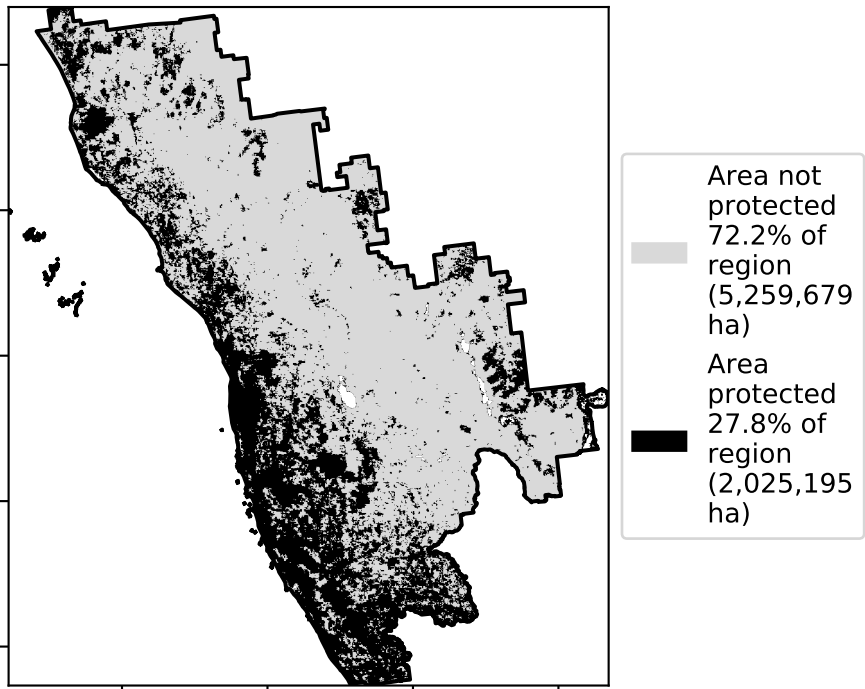 Area not
protected
72.2% of
region
(5,259,679
ha)
Area
protected
27.8% of
region
(2,025,195
ha)